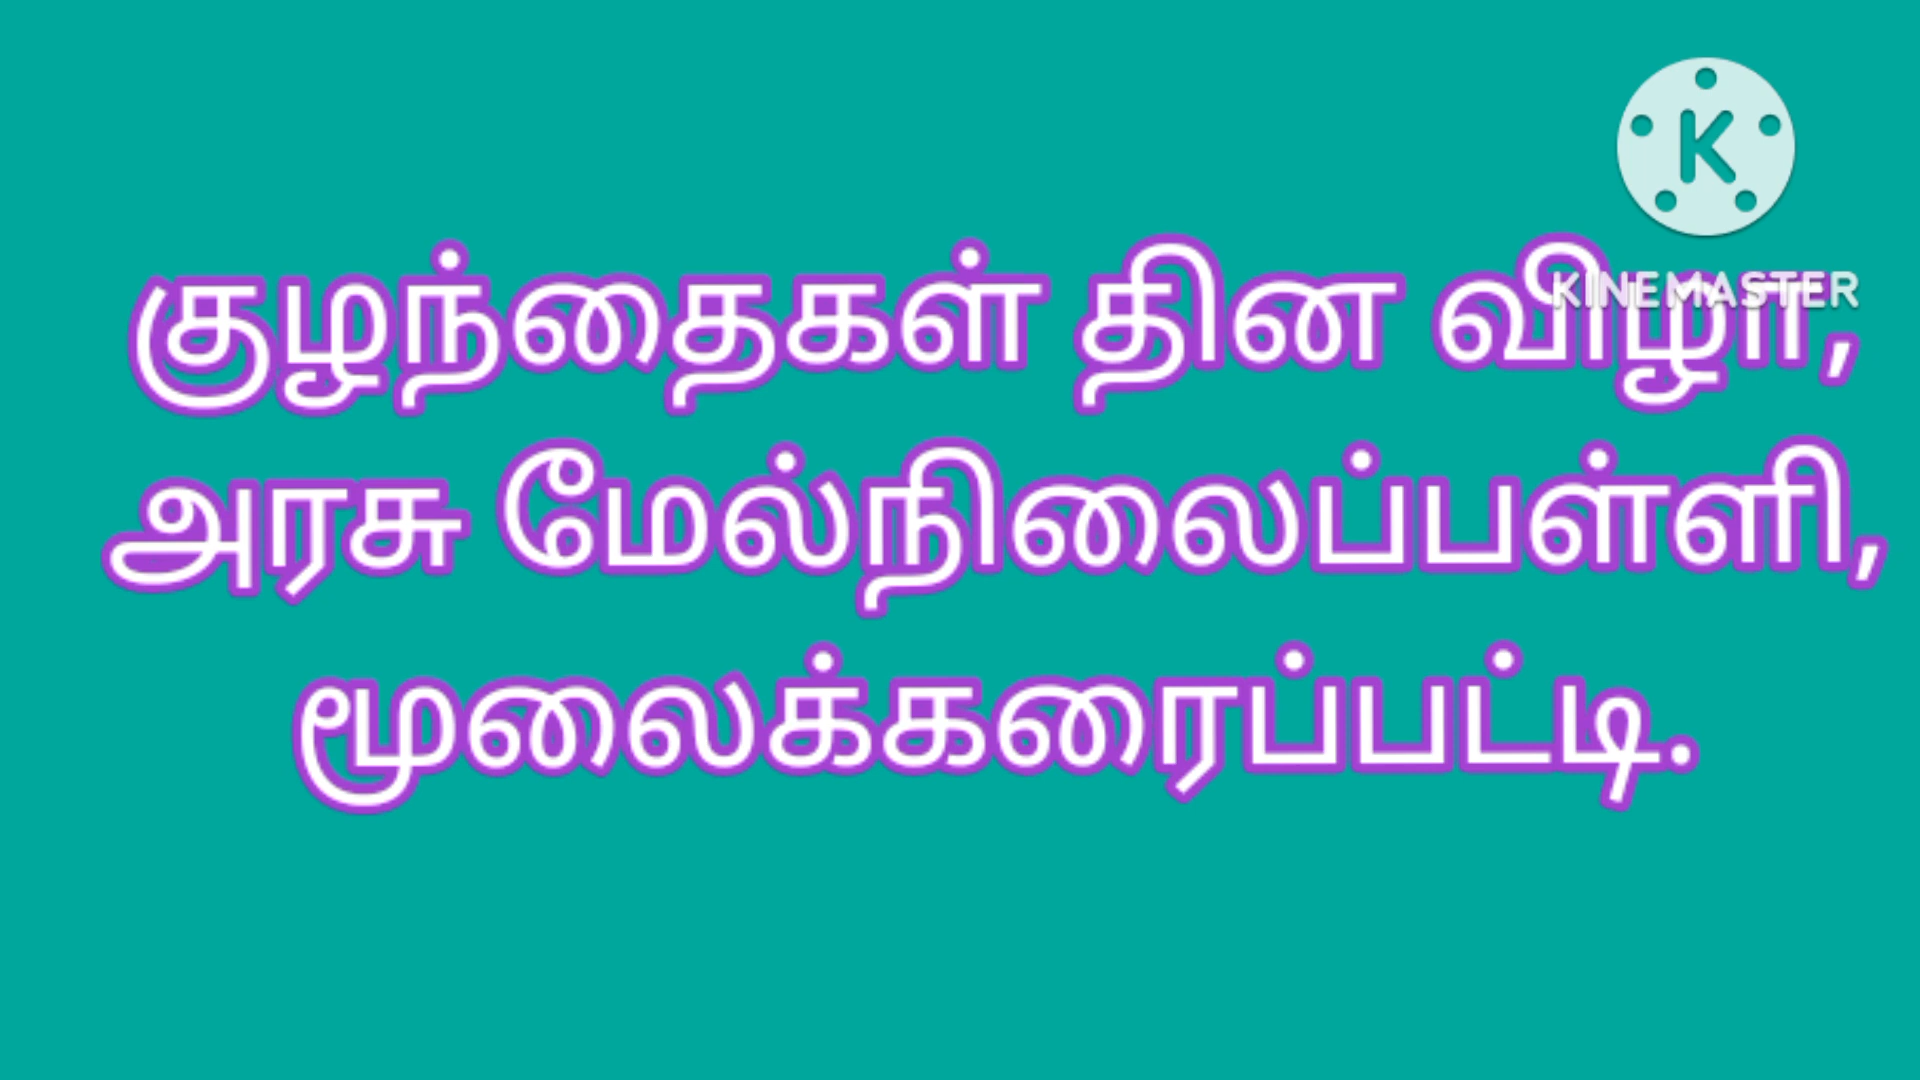 KINEMASTER
குழந்தைகள் தின விழா,
அரசு மேல்நிலைப்பள்ளி,
மூலைக்கரைப்பட்டி.